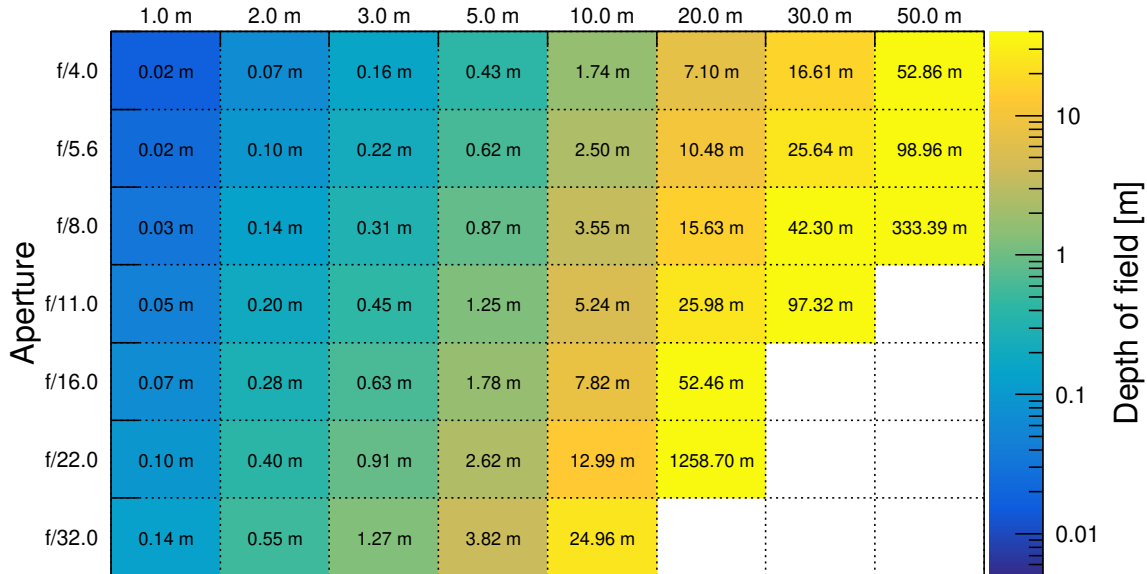 1.0 m 2.0 m 3.0 m 5.0 m 10.0 m 20.0 m 30.0 m 50.0 m
f/4.0 0.02 m 0.07 m 0.16 m 0.43 m 1.74 m 7.10 m 16.61 m 52.86 m
f/5.6 0.02 m 0.10 m 0.22 m 0.62 m 2.50 m 10.48 m 25.64 m 98.96 m
f/8.0 0.03 m 0.14 m 0.31 m 0.87 m 3.55 m 15.63 m 42.30 m 333.39 m
f/11.0 0.05 m 0.20 m 0.45 m 1.25 m 5.24 m 25.98 m 97.32 m
f/16.0 0.07 m 0.28 m 0.63 m 1.78 m 7.82 m 52.46 m
f/22.0 0.10 m 0.40 m 0.91 m 2.62 m 12.99 m 1258.70 m
f/32.0 0.14 m 0.55 m 1.27 m 3.82 m 24.96 m
Aperture
10
1
0.1
0.01
Depth of field [m]